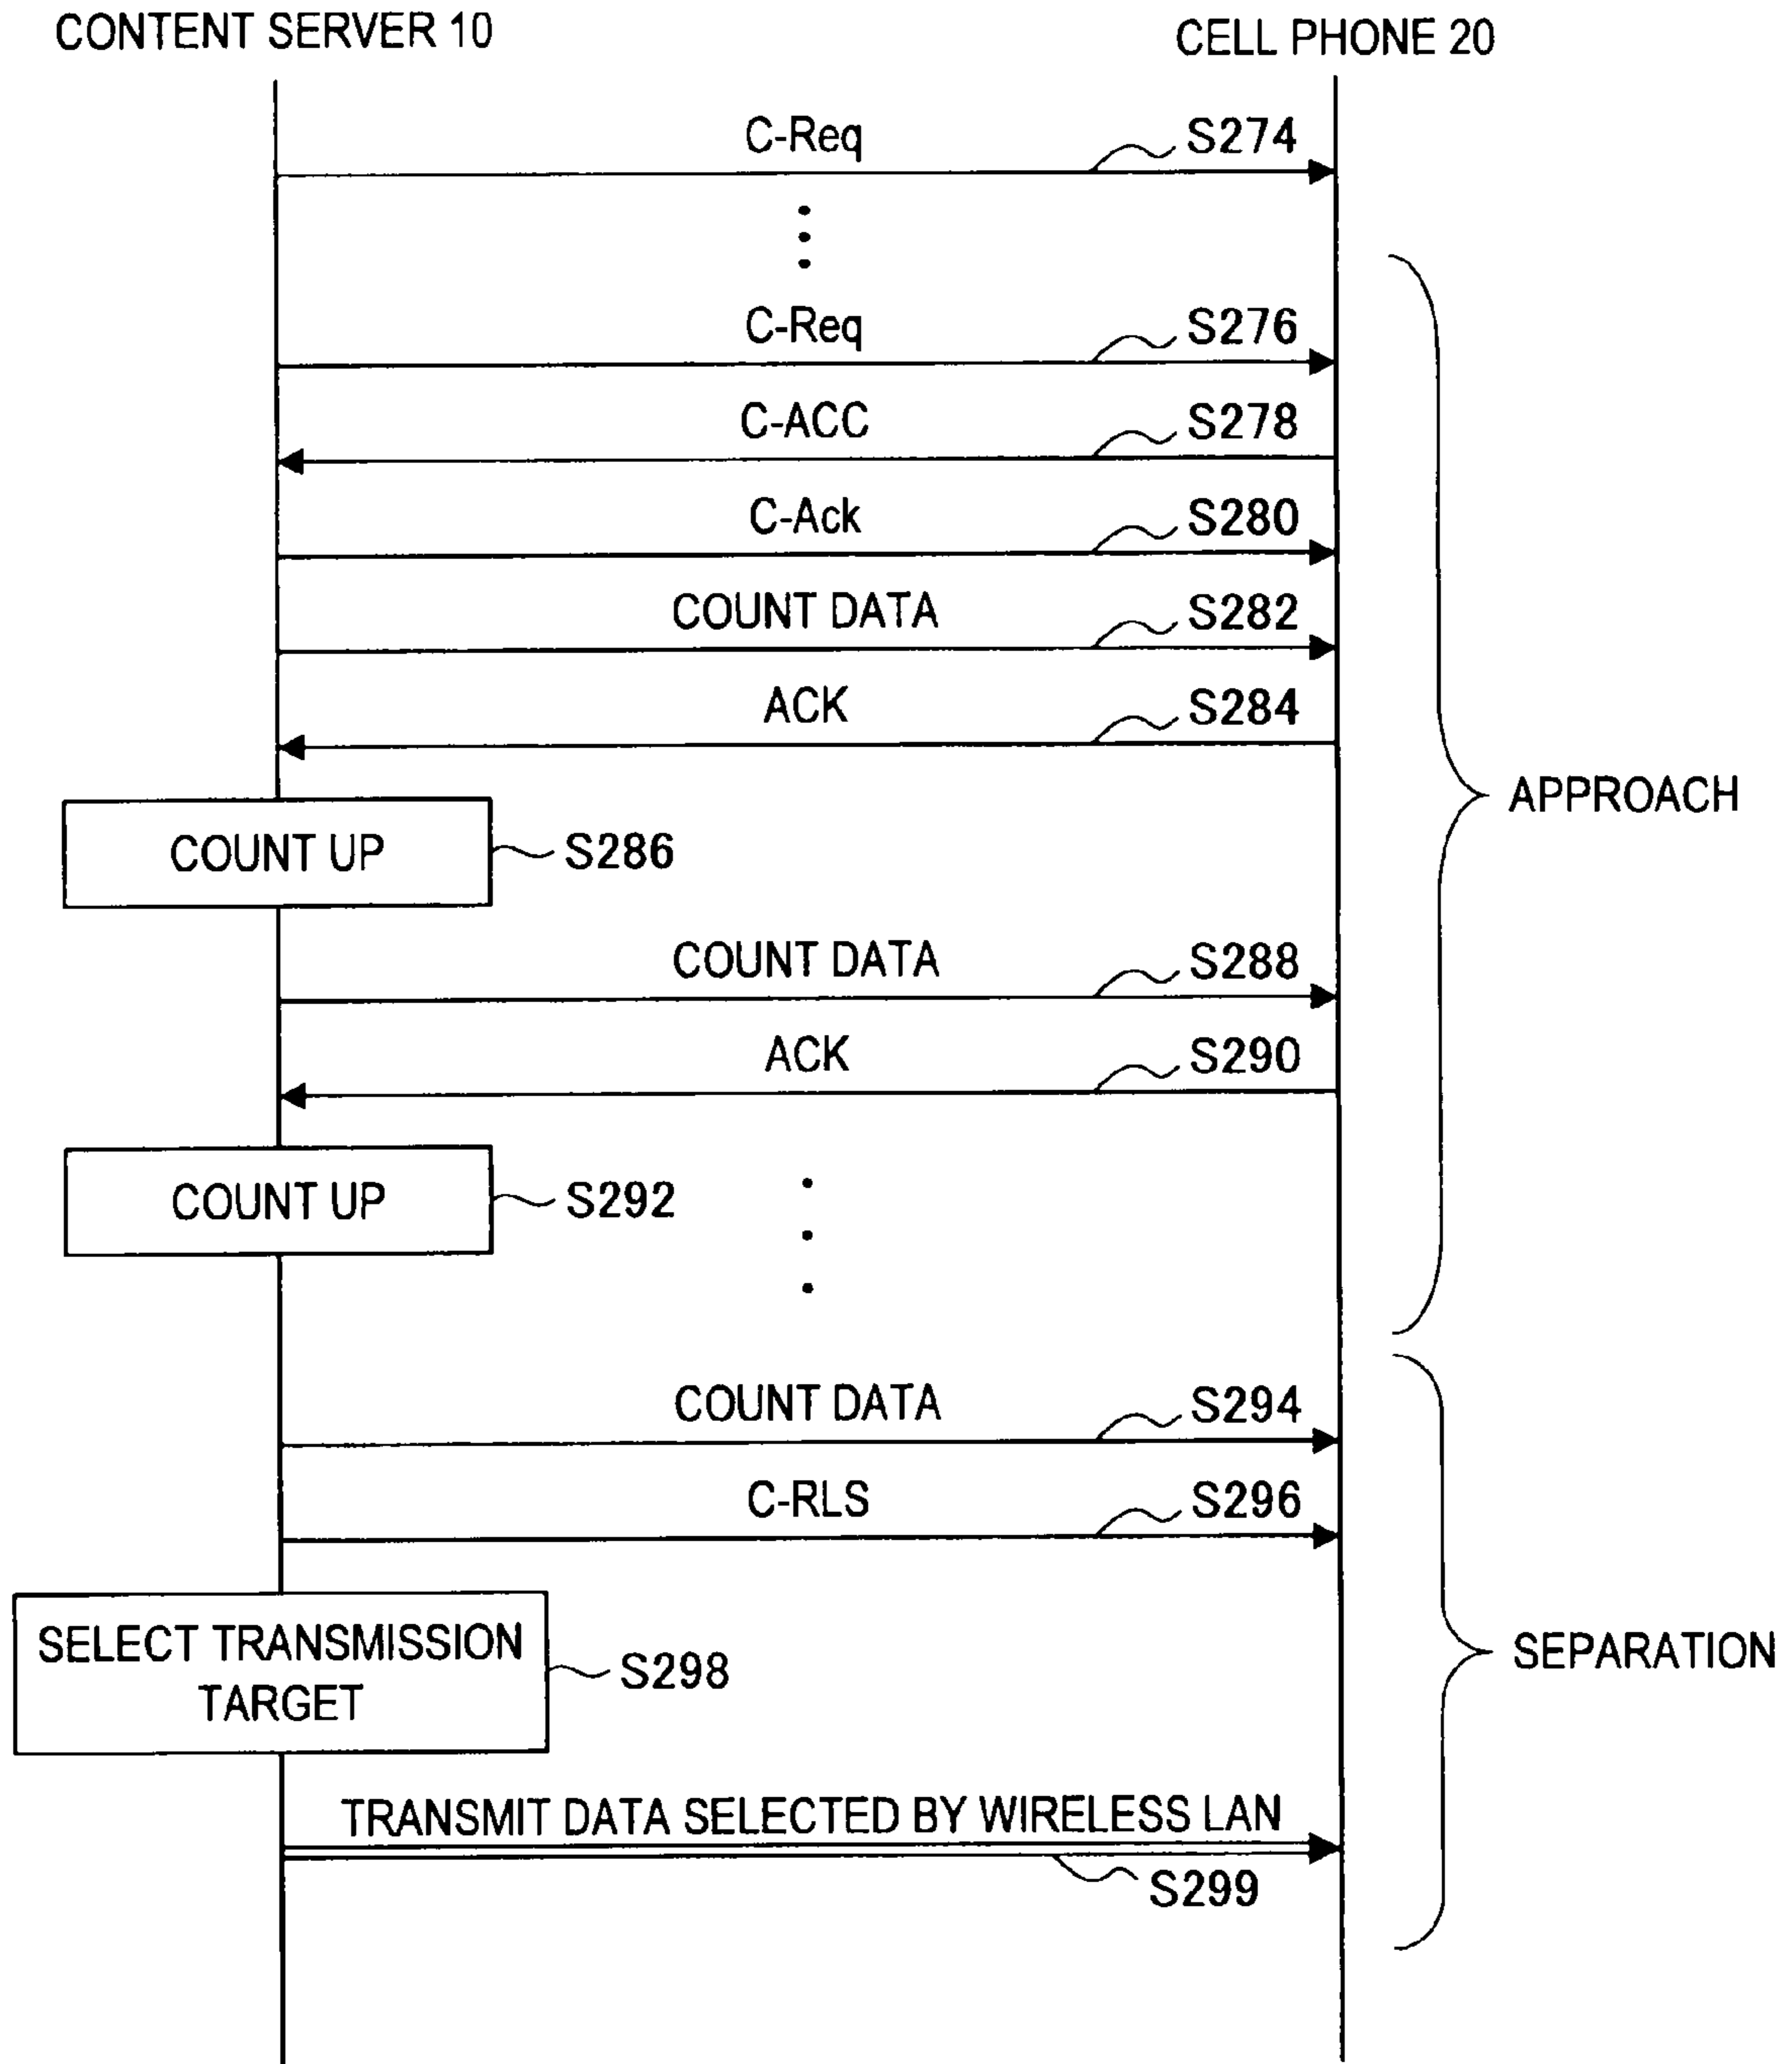 CONTENT SERVER 10
CELL PHONE 20
C-Req
S274
C-Req
S276
C-ACC
S278
C-Ack
S280
COUNT DATA
S282
ACK
S284
APPROACH
COUNT UP
S286
COUNT DATA
S288
ACK
S290
COUNT UP
S292
COUNT DATA
S294
C-RLS
S296
SELECT TRANSMISSION
TARGET
S298
SEPARATION
TRANSMIT DATA SELECTED BY WIRELESS LAN
S299